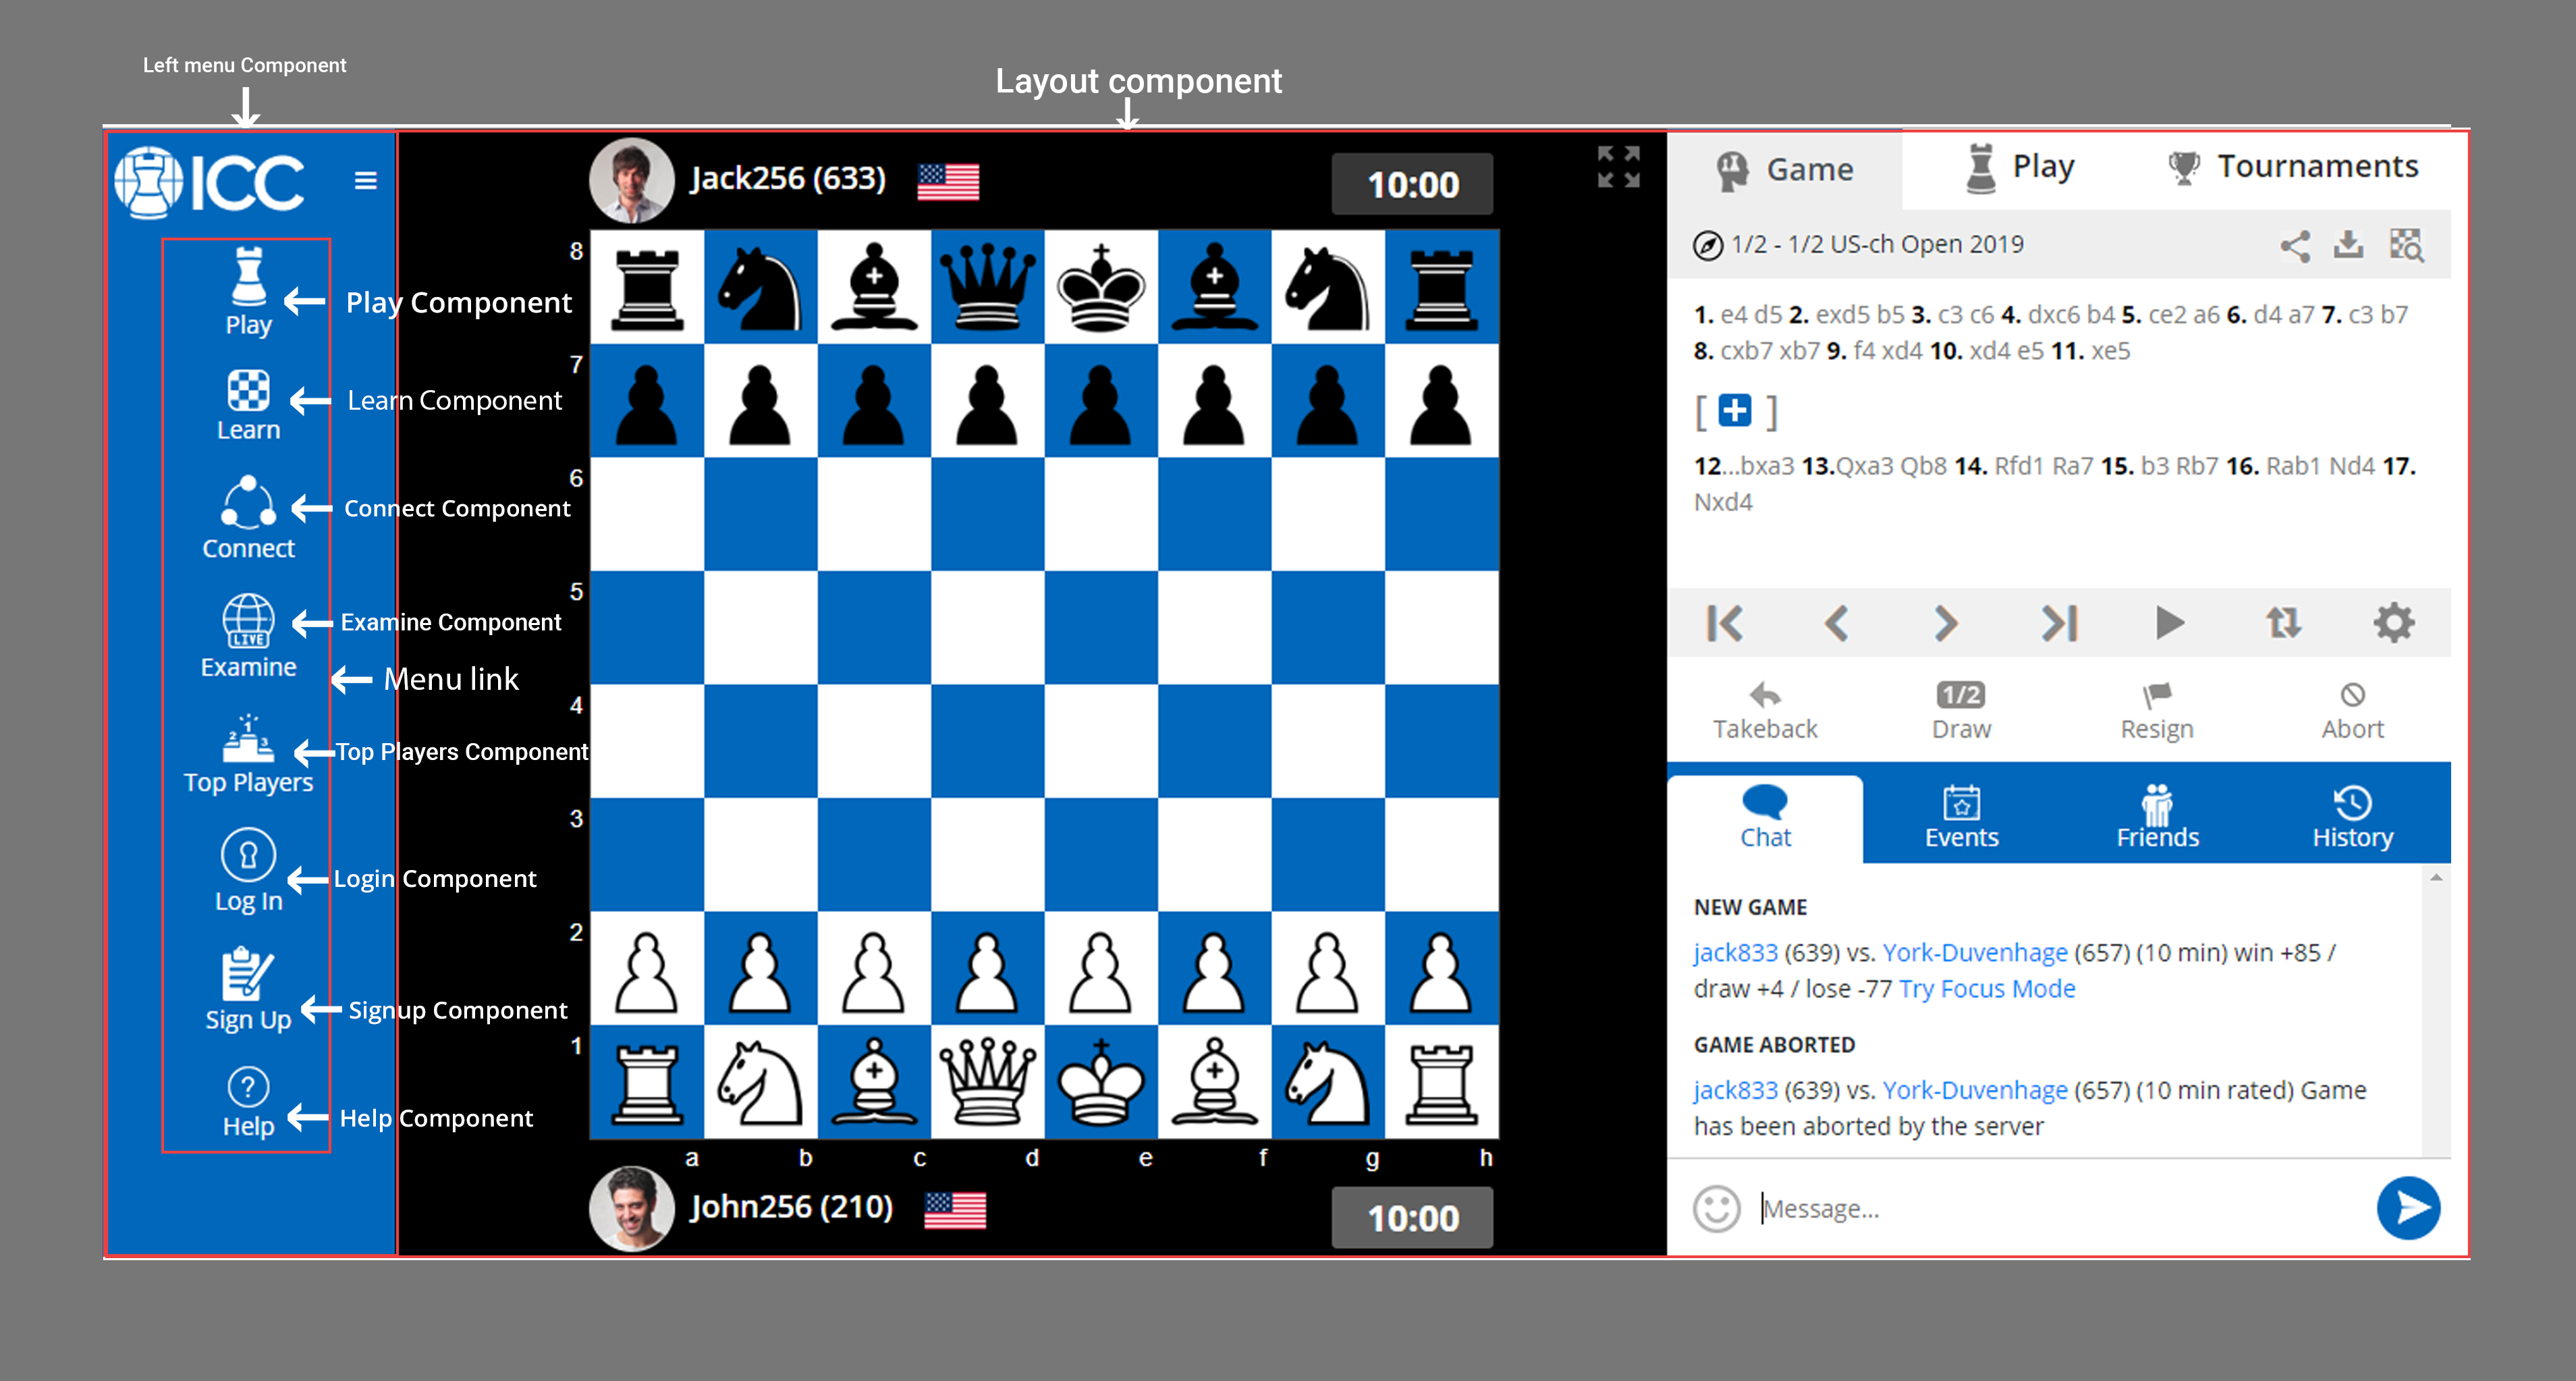 Left menu Component
Layout component
ICC
Play
Play Component
Learn
Learn Component
Connect
Connect Component
LIVE
Examine
Examine Component
Menu link
1
2 3
Top Players
Top Players Component
Log In
Login Component
Sign Up
Signup Component
?
Help
Help Component
Jack256 (633)
10:00
8
7
6
5
4
3
2
1
a b c d e f g h
John256 (210)
10:00
Game Play Tournaments
1/2 - 1/2 US-ch Open 2019
1. e4 d5 2. exd5 b5 3. c3 c6 4. dxc6 b4 5. ce2 a6 6. d4 a7 7. c3 b7
8. cxb7 xb7 9. f4 xd4 10. xd4 e5 11. xe5
[ + ]
12...bxa3 13.Qxa3 Qb8 14. Rfd1 Ra7 15. b3 Rb7 16. Rab1 Nd4 17.
Nxd4
1/2
Takeback Draw Resign Abort
Chat Events Friends History
NEW GAME
jack833 (639) vs. York-Duvenhage (657) (10 min) win +85 /
draw +4 / lose -77 Try Focus Mode
GAME ABORTED
jack833 (639) vs. York-Duvenhage (657) (10 min rated) Game
has been aborted by the server
Message...